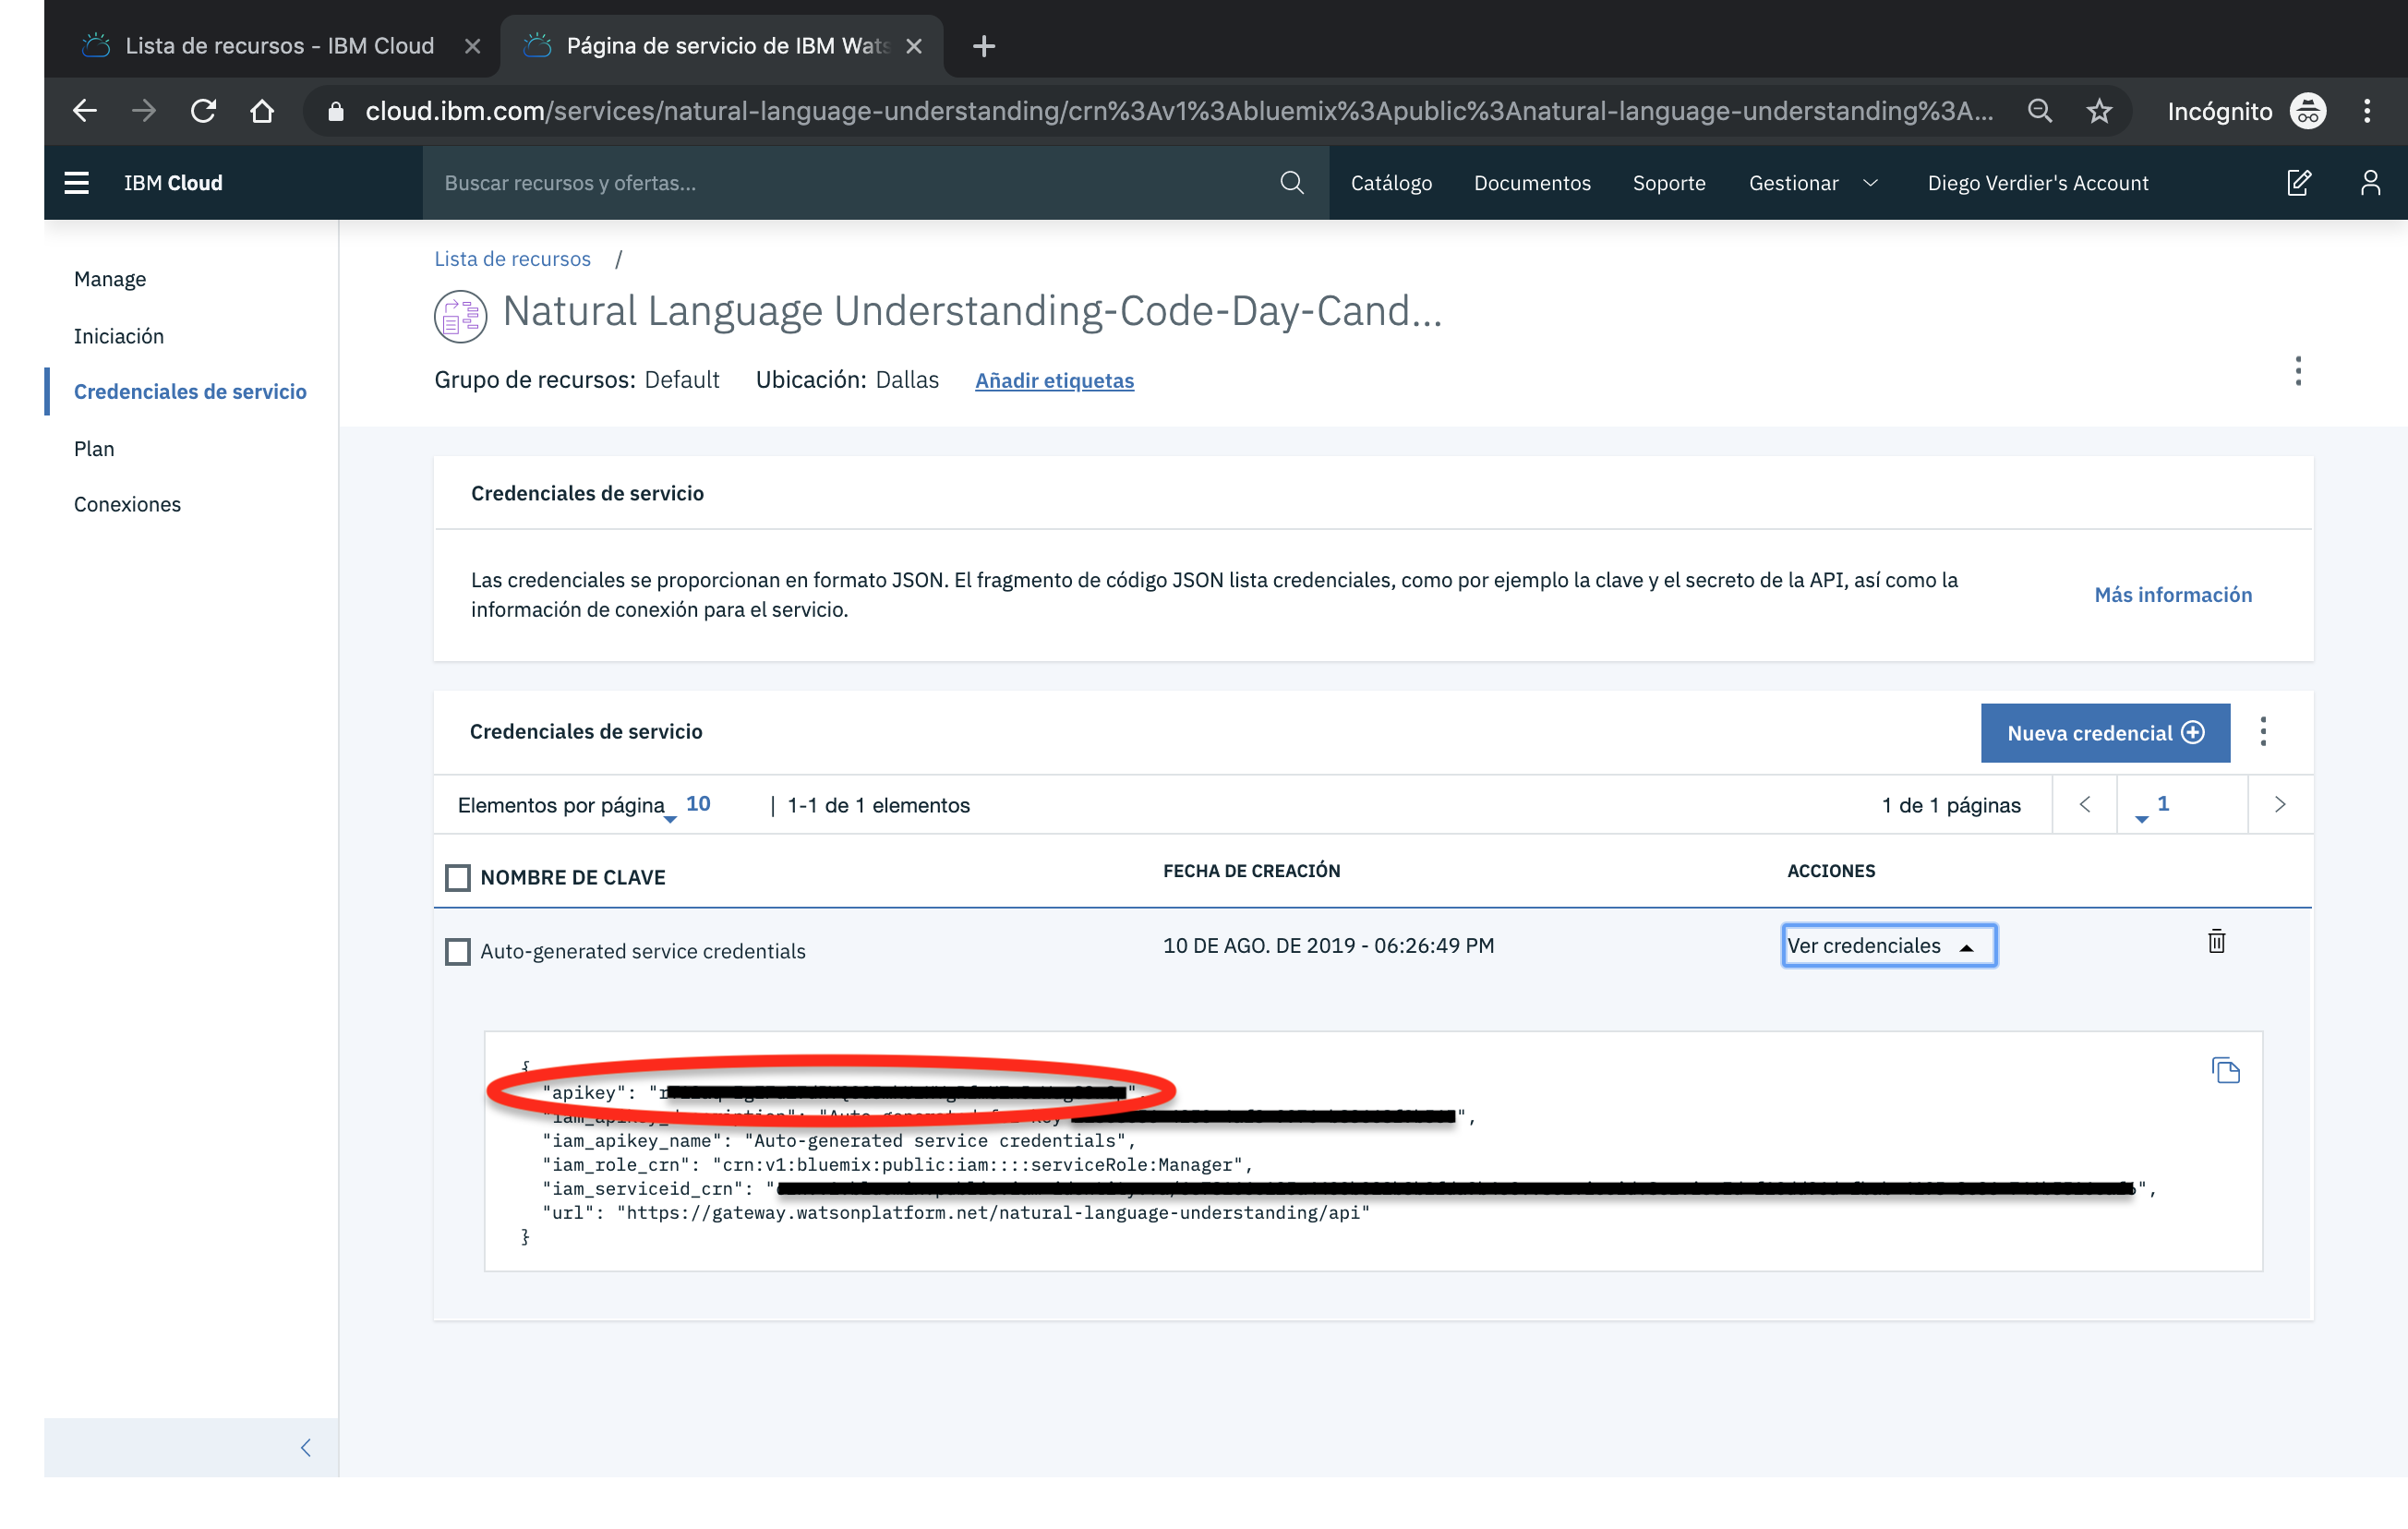 Lista de recursos - IBM Cloud
Página de servicio de IBM Wats
cloud.ibm.com/services/natural-language-understanding/crn%3Av1%3Abluemix%3Apublic%3Anatural-language-understanding%3A...
Incógnito
IBM Cloud
Buscar recursos y ofertas...
Catálogo
Documentos
Soporte
Gestionar
Diego Verdier's Account
Manage
Iniciación
Credenciales de servicio
Plan
Conexiones
Lista de recursos /
Natural Language Understanding-Code-Day-Cand...
Grupo de recursos: Default Ubicación: Dallas Añadir etiquetas
Credenciales de servicio
Las credenciales se proporcionan en formato JSON. El fragmento de código JSON lista credenciales, como por ejemplo la clave y el secreto de la API, así como la
información de conexión para el servicio.
Más información
Credenciales de servicio
Nueva credencial
Elementos por página 10 | 1-1 de 1 elementos
1 de 1 páginas
1
NOMBRE DE CLAVE FECHA DE CREACIÓN ACCIONES
Auto-generated service credentials 10 DE AGO. DE 2019 - 06:26:49 PM Ver credenciales
{
"apikey": "
"Auto-generated for key ",
"iam_apikey_name": "Auto-generated service credentials",
"iam_role_crn": "crn:v1:bluemix:public:iam::::serviceRole:Manager",
"iam_serviceid_crn": " ",
"url": "https://gateway.watsonplatform.net/natural-language-understanding/api"
}